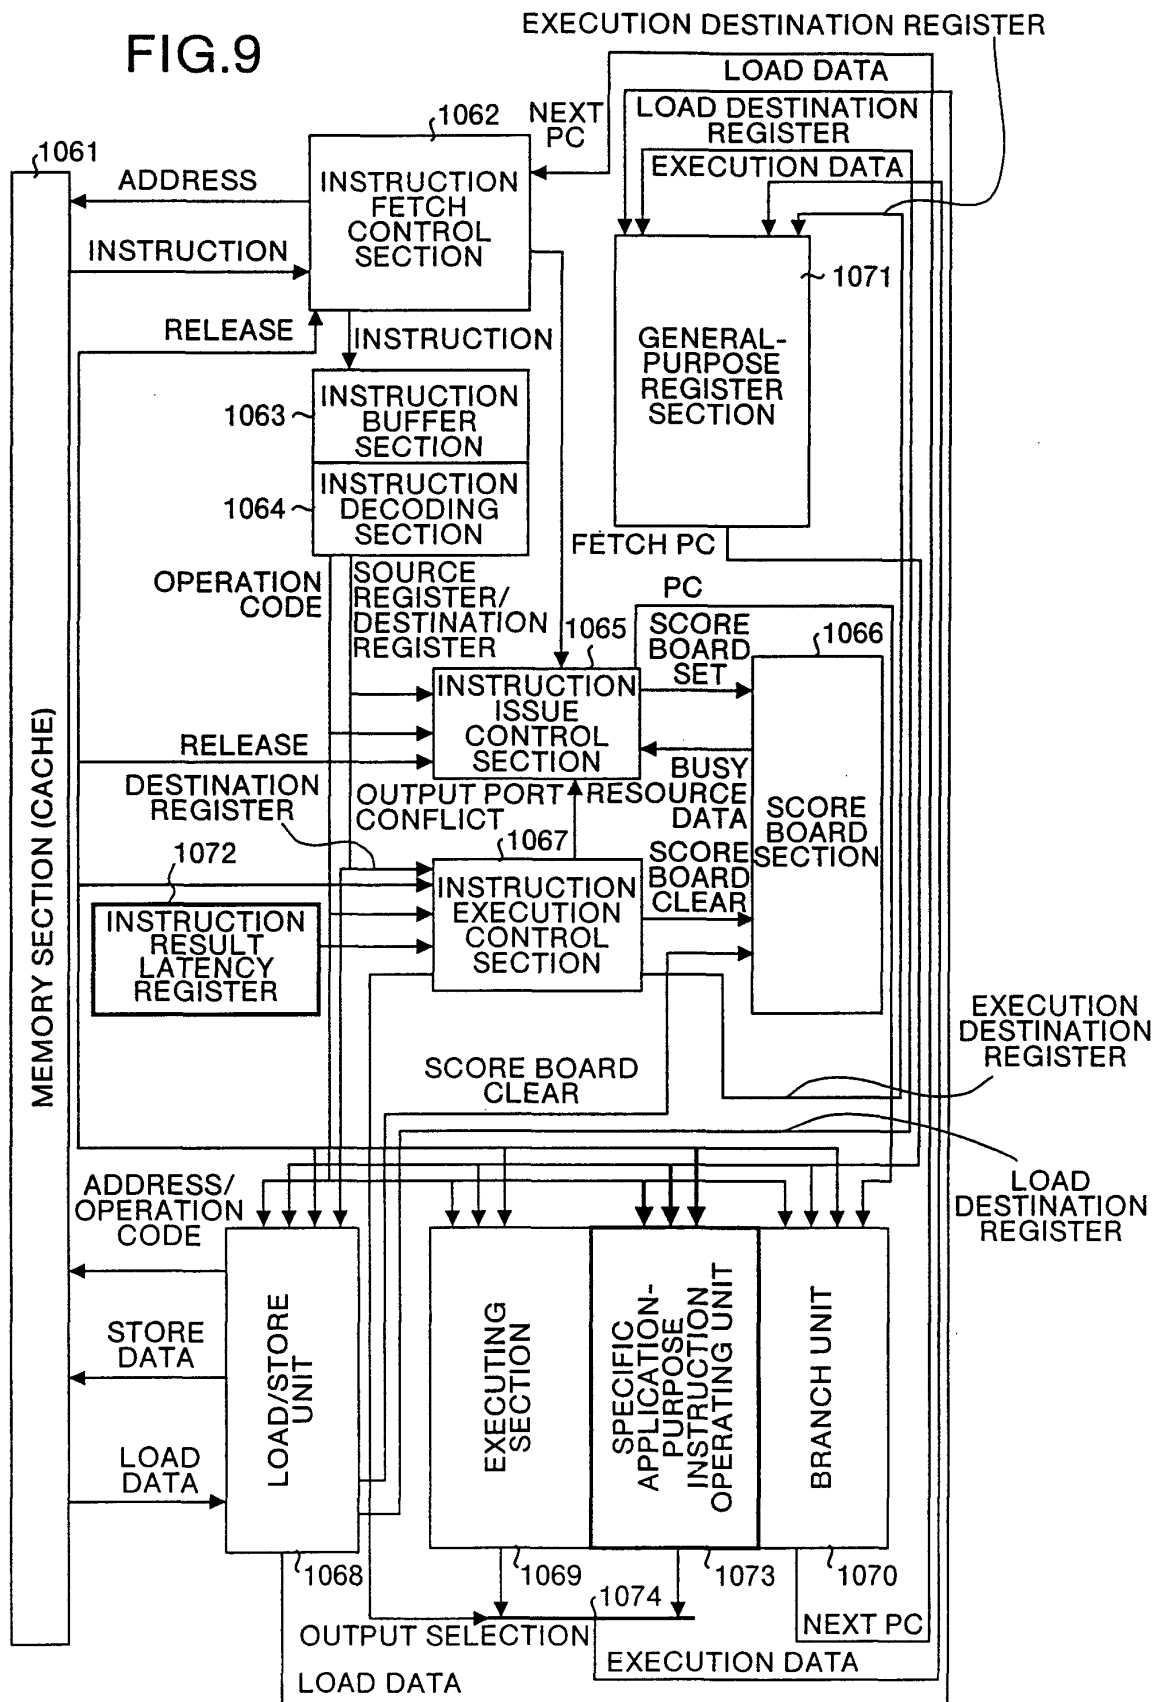 FIG.9
EXECUTION DESTINATION REGISTER
LOAD DATA
NEXT
PC
LOAD DESTINATION
REGISTER
EXECUTION DATA
1061
1062
ADDRESS
INSTRUCTION
INSTRUCTION
FETCH
CONTROL
SECTION
RELEASE
INSTRUCTION
1071
GENERAL-
PURPOSE
REGISTER
SECTION
1063
INSTRUCTION
BUFFER
SECTION
1064
INSTRUCTION
DECODING
SECTION
FETCH PC
OPERATION
CODE
SOURCE
REGISTER/
DESTINATION
REGISTER
PC
1065
SCORE
BOARD
SET
1066
INSTRUCTION
ISSUE
CONTROL
SECTION
RELEASE
DESTINATION
REGISTER
OUTPUT PORT
CONFLICT
BUSY
RESOURCE
DATA
SCORE
BOARD
SECTION
1067
1072
INSTRUCTION
EXECUTION
CONTROL
SECTION
SCORE
BOARD
CLEAR
INSTRUCTION
RESULT
LATENCY
REGISTER
MEMORY SECTION (CACHE)
EXECUTION
DESTINATION
REGISTER
SCORE BOARD
CLEAR
LOAD
DESTINATION
REGISTER
ADDRESS/
OPERATION
CODE
STORE
DATA
LOAD
DATA
LOAD/STORE
UNIT
EXECUTING
SECTION
SPECIFIC
APPLICATION-
PURPOSE
INSTRUCTION
OPERATING UNIT
BRANCH UNIT
1068
1069
1073
1070
1074
OUTPUT SELECTION
NEXT PC
EXECUTION DATA
LOAD DATA